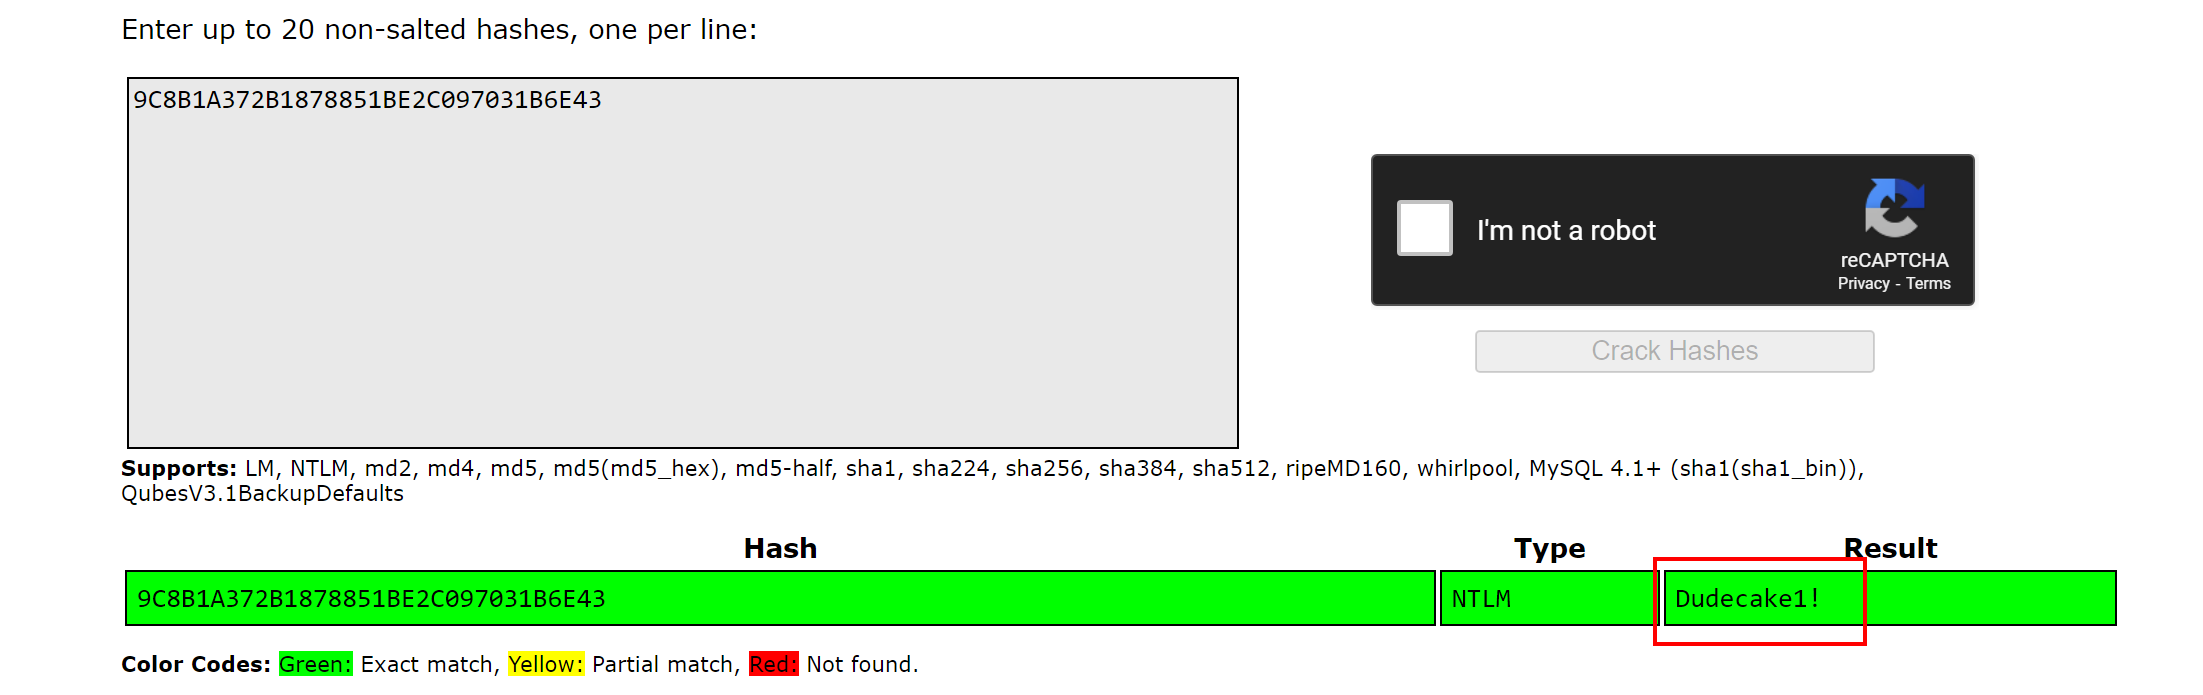 Enter up to 20 non-salted hashes, one per line:
9C8B1A372B1878851BE2C097031B6E43
I'm not a robot
reCAPTCHA
Privacy - Terms
Crack Hashes
Supports: LM, NTLM, md2, md4, md5, md5(md5_hex), md5-half, sha1, sha224, sha256, sha384, sha512, ripeMD160, whirlpool, MySQL 4.1+ (sha1(sha1_bin)),
QubesV3.1BackupDefaults
Hash Type Result
9C8B1A372B1878851BE2C097031B6E43 NTLM Dudecake1!
Color Codes: Green: Exact match, Yellow: Partial match, Red: Not found.